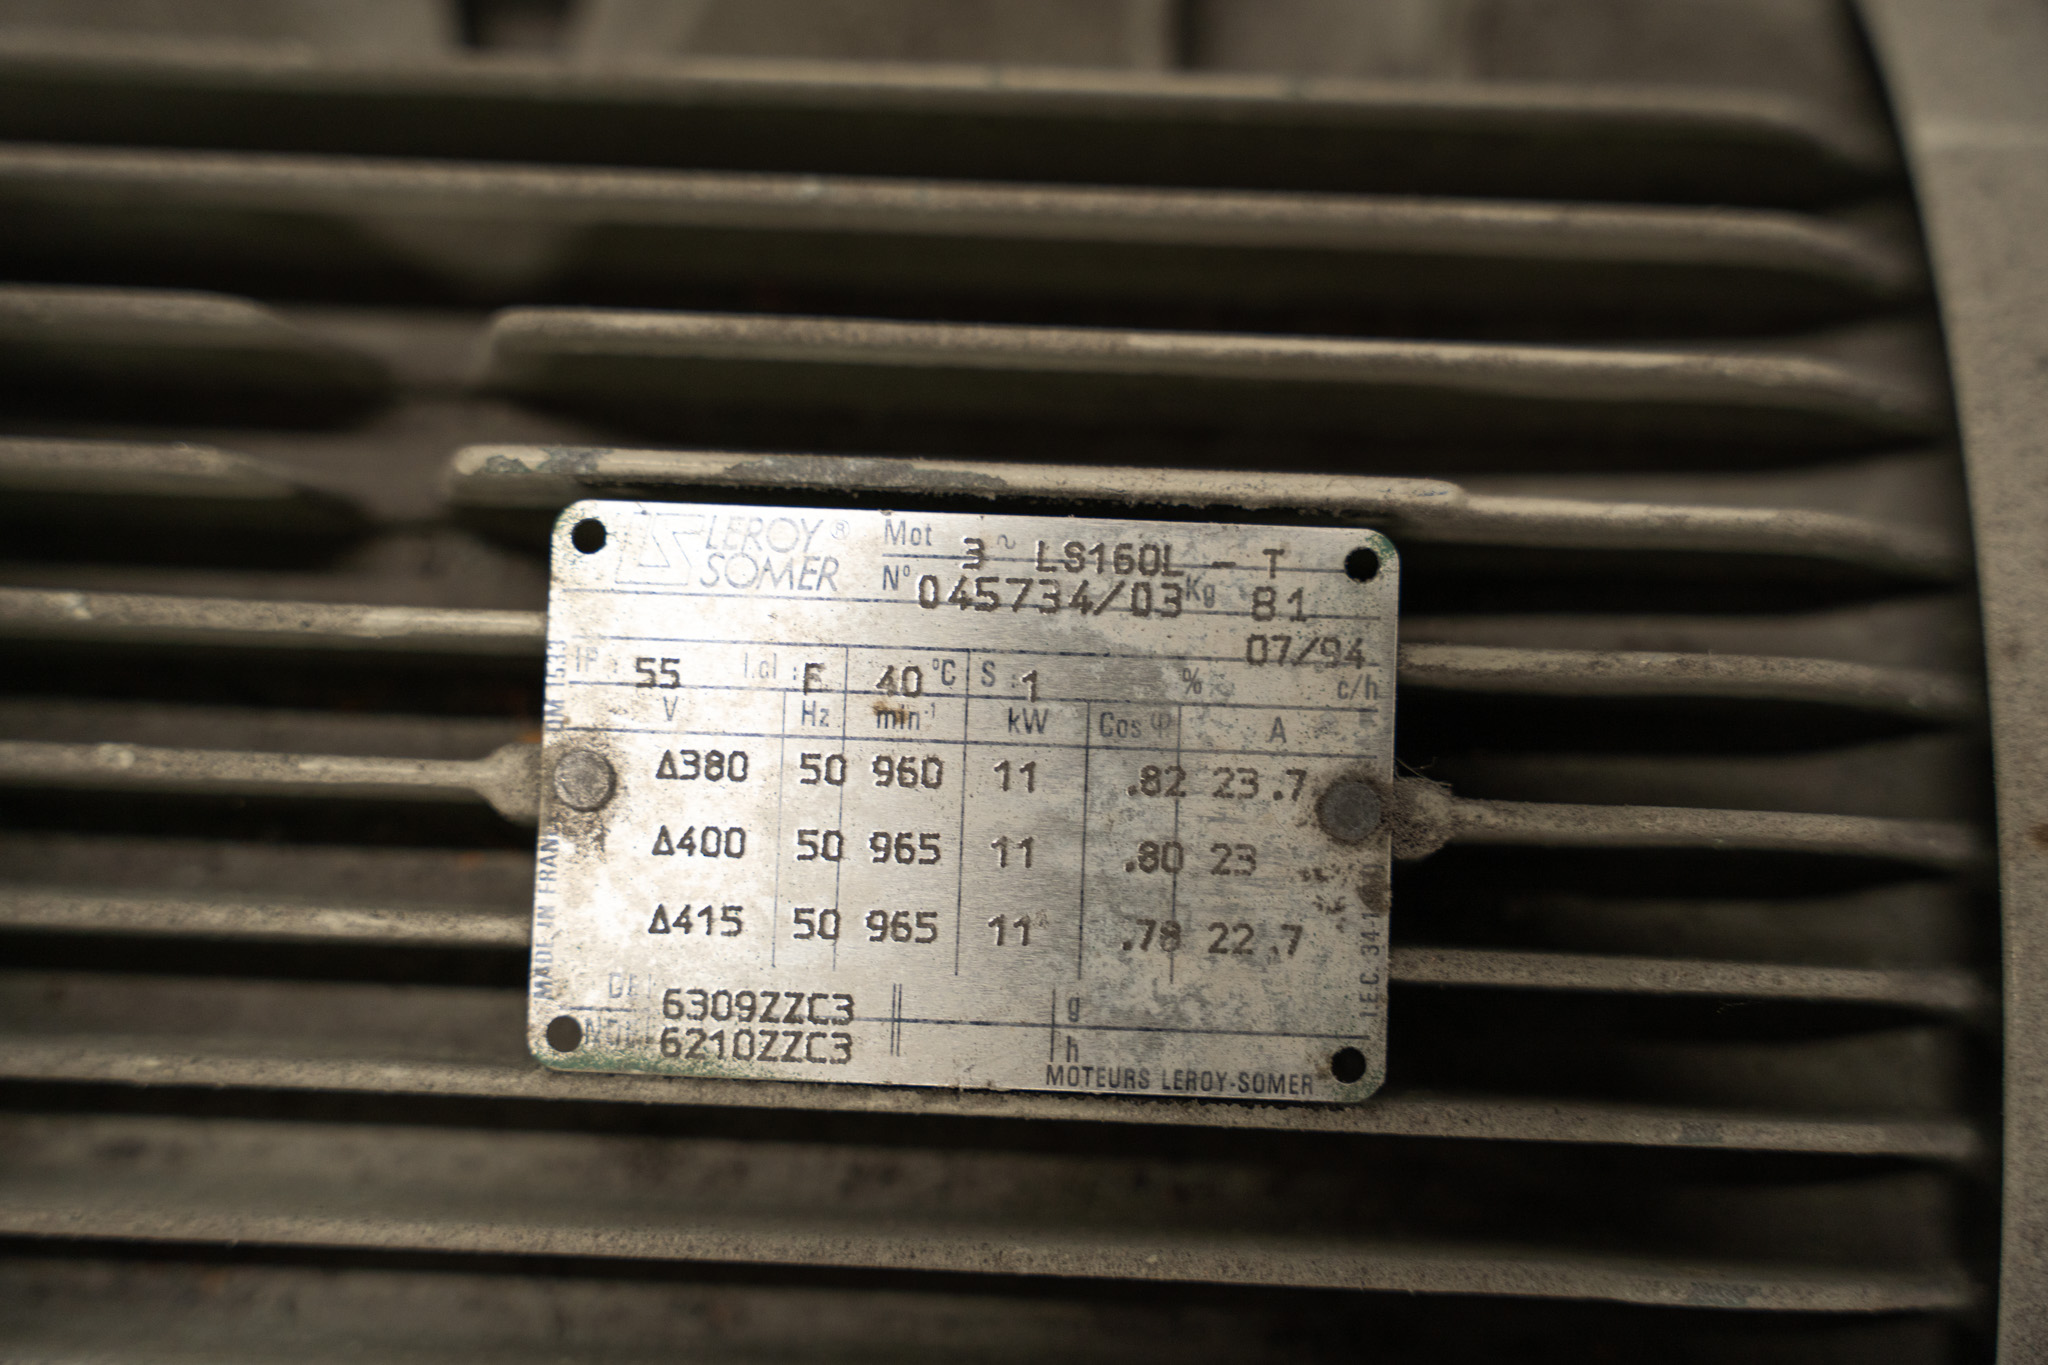 LEROY® Mot 3 ~ LS160L - T
SOMER N° 045734/03 Kg 81
07/94
IP : 55 I.cl : F 40 °C S : 1 % c/h
V Hz min⁻¹ kW Cos φ A
Δ380 50 960 11 .82 23.7
Δ400 50 965 11 .80 23
Δ415 50 965 11 .78 22.7
6309ZZC3 g
6210ZZC3 h
MOTEURS LEROY-SOMER
MADE IN
IEC 34-1